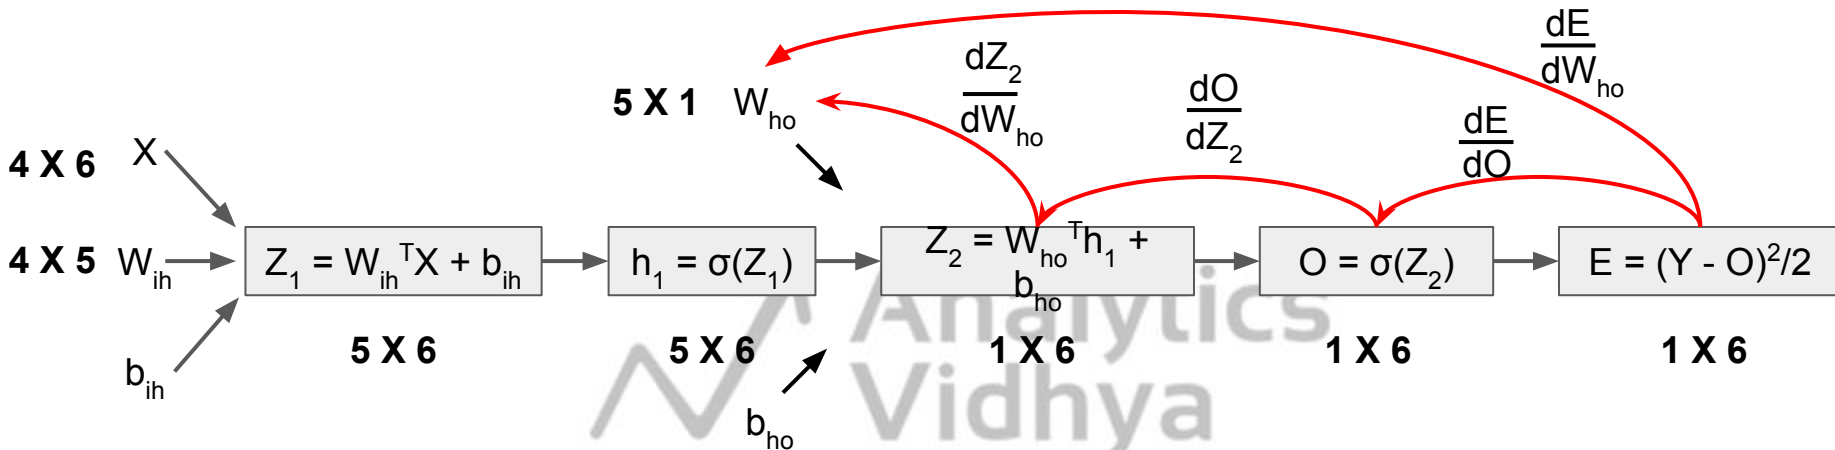 dE
dW_ho
dZ_2
dW_ho
dO
dZ_2
dE
dO
5 X 1 W_ho
4 X 6 X
4 X 5 W_ih
b_ih
Z_1 = W_ih^T X + b_ih
h_1 = σ(Z_1)
Z_2 = W_ho^T h_1 +
b_ho
O = σ(Z_2)
E = (Y - O)^2/2
5 X 6
5 X 6
1 X 6
1 X 6
1 X 6
b_ho
Analytics
Vidhya